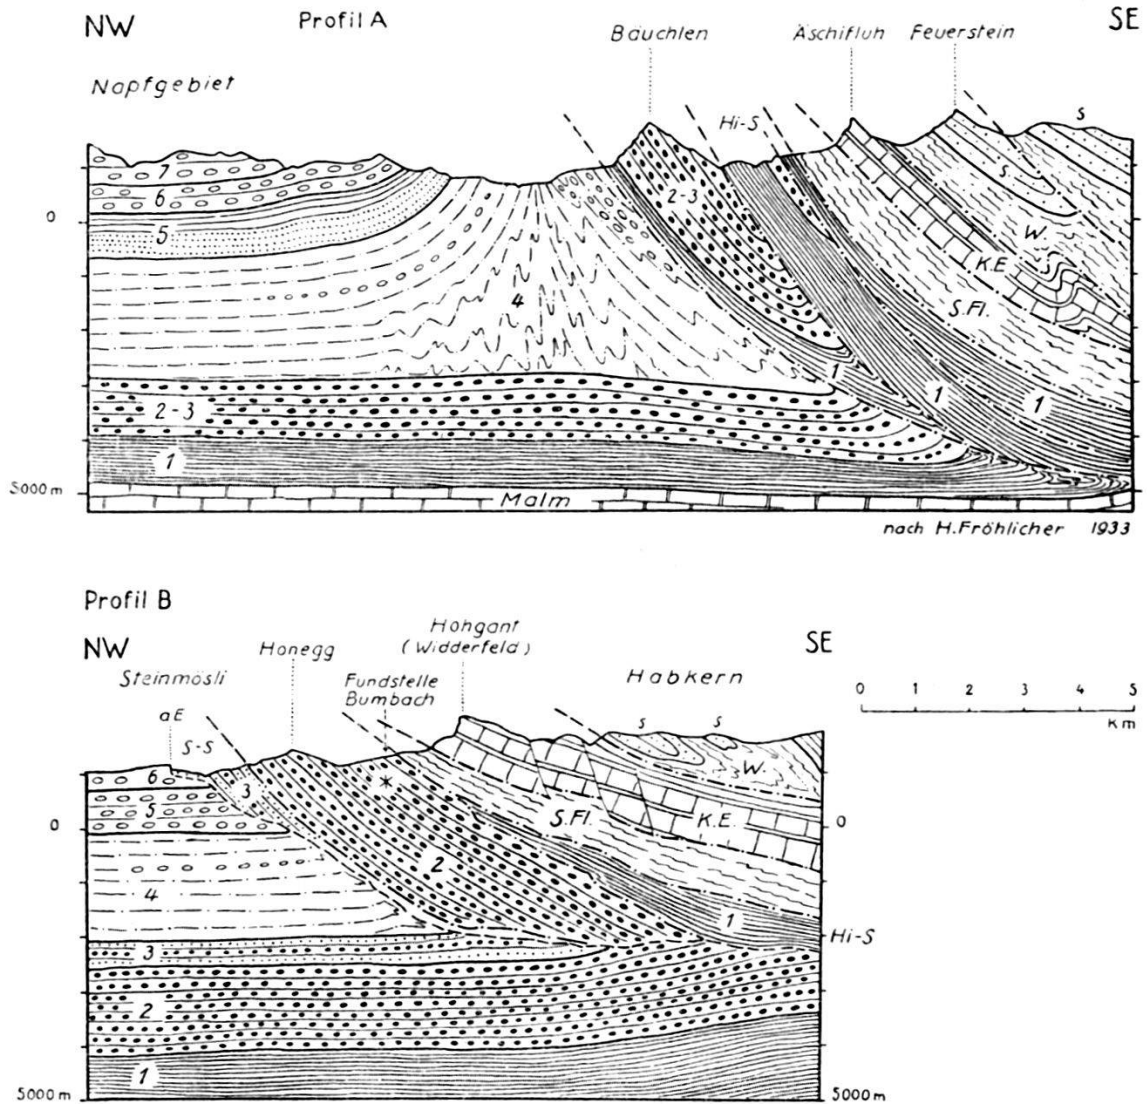 NW
Profil A
SE
Bäuchlen
Äschifluh
Feuerstein
Napfgebiet
Hi-S
s
7
6
5
0
2-3
s
W.
K.E.
4
S.Fl.
1
1
1
2-3
1
5000 m
Malm
nach H. Fröhlicher 1933
Profil B
NW
Hohgant
(Widderfeld)
SE
Honegg
Steinmösli
Fundstelle
Bumbach
Habkern
0 1 2 3 4 5
Km
aE
S-S
s s
6
3
W.
5
0
S.Fl.
K.E.
0
2
4
1
Hi-S
3
2
1
5000 m
5000 m